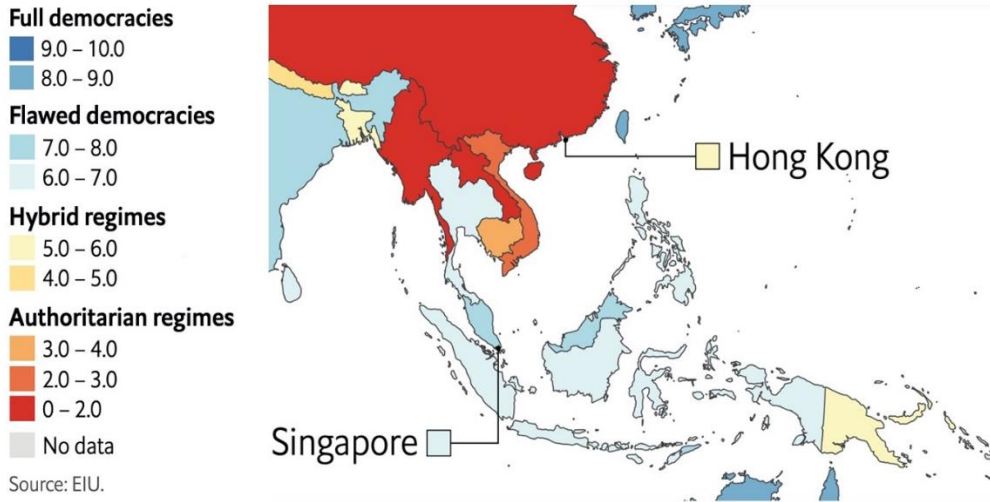 Full democracies
9.0 – 10.0
8.0 – 9.0
Flawed democracies
7.0 – 8.0
6.0 – 7.0
Hybrid regimes
5.0 – 6.0
4.0 – 5.0
Authoritarian regimes
3.0 – 4.0
2.0 – 3.0
0 – 2.0
No data
Source: EIU.
Hong Kong
Singapore